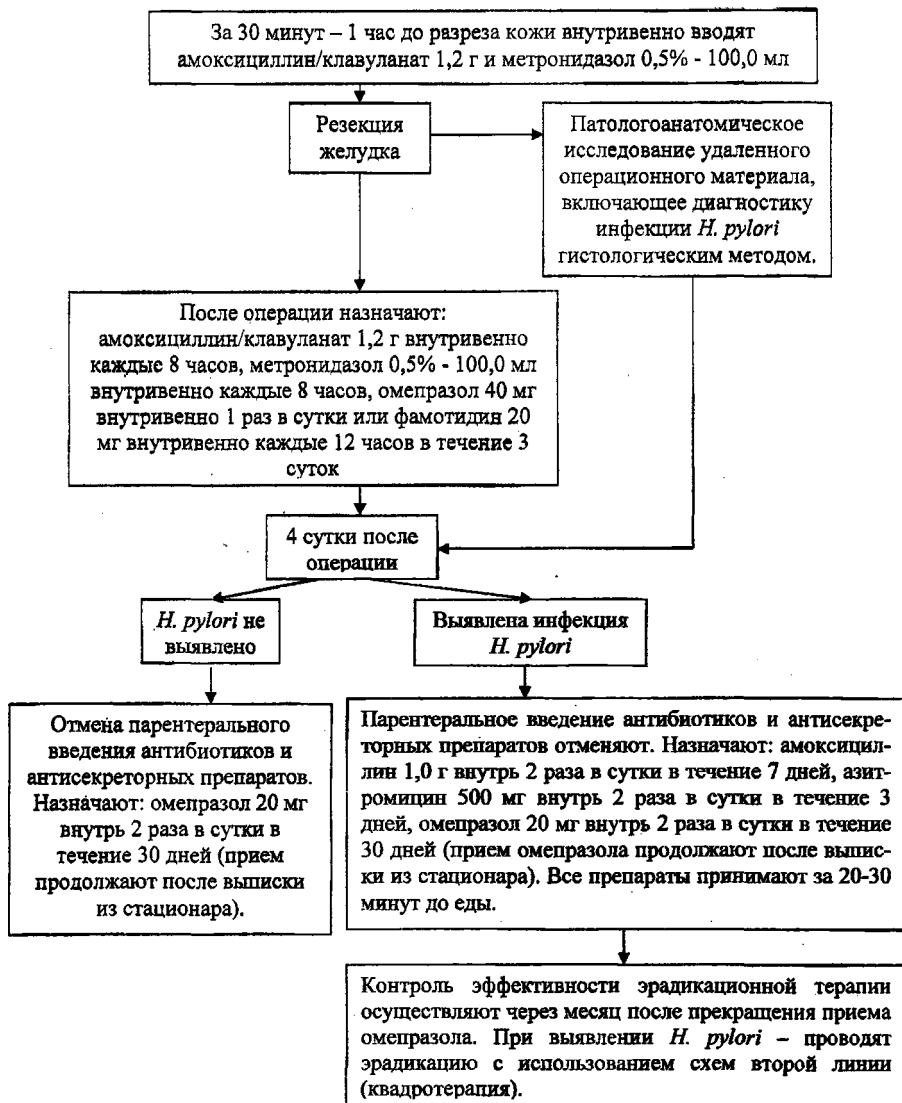 За 30 минут – 1 час до разреза кожи внутривенно вводят
амоксициллин/клавуланат 1,2 г и метронидазол 0,5% - 100,0 мл
Резекция
желудка
Патологоанатомическое
исследование удаленного
операционного материала,
включающее диагностику
инфекции H. pylori
гистологическим методом.
После операции назначают:
амоксициллин/клавуланат 1,2 г внутривенно
каждые 8 часов, метронидазол 0,5% - 100,0 мл
внутривенно каждые 8 часов, омепразол 40 мг
внутривенно 1 раз в сутки или фамотидин 20
мг внутривенно каждые 12 часов в течение 3
суток
4 сутки после
операции
H. pylori не
выявлено
Выявлена инфекция
H. pylori
Отмена парентерального
введения антибиотиков и
антисекреторных препаратов.
Назначают: омепразол 20 мг
внутрь 2 раза в сутки в
течение 30 дней (прием
продолжают после выписки
из стационара).
Парентеральное введение антибиотиков и антисекре-
торных препаратов отменяют. Назначают: амоксицил-
лин 1,0 г внутрь 2 раза в сутки в течение 7 дней, азит-
ромицин 500 мг внутрь 2 раза в сутки в течение 3
дней, омепразол 20 мг внутрь 2 раза в сутки в течение
30 дней (прием омепразола продолжают после выпис-
ки из стационара). Все препараты принимают за 20-30
минут до еды.
Контроль эффективности эрадикационной терапии
осуществляют через месяц после прекращения приема
омепразола. При выявлении H. pylori – проводят
эрадикацию с использованием схем второй линии
(квадротерапия).